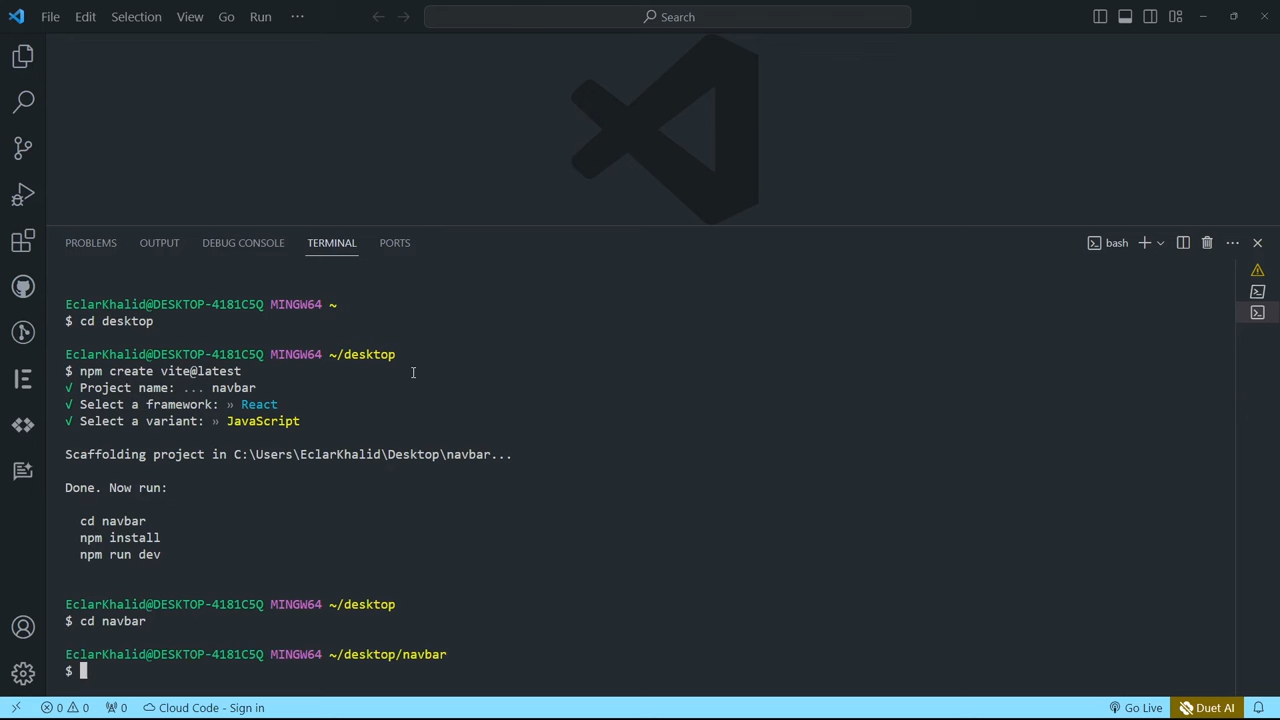 File Edit Selection View Go Run ···
Search
PROBLEMS OUTPUT DEBUG CONSOLE TERMINAL PORTS
bash
EclarKhalid@DESKTOP-4181C5Q MINGW64 ~
$ cd desktop
EclarKhalid@DESKTOP-4181C5Q MINGW64 ~/desktop
$ npm create vite@latest
√ Project name: ... navbar
√ Select a framework: » React
√ Select a variant: » JavaScript
Scaffolding project in C:\Users\EclarKhalid\Desktop\navbar...
Done. Now run:
cd navbar
npm install
npm run dev
EclarKhalid@DESKTOP-4181C5Q MINGW64 ~/desktop
$ cd navbar
EclarKhalid@DESKTOP-4181C5Q MINGW64 ~/desktop/navbar
$
0 0 0 Cloud Code - Sign in Go Live Duet AI